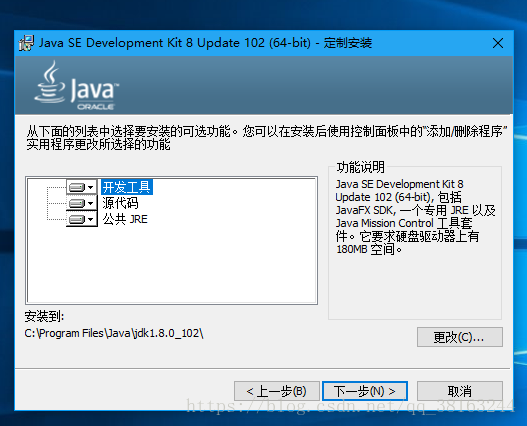 Java SE Development Kit 8 Update 102 (64-bit) - 定制安装
Java
ORACLE
从下面的列表中选择要安装的可选功能。您可以在安装后使用控制面板中的“添加/删除程序”
实用程序更改所选择的功能
开发工具
源代码
公共 JRE
功能说明
Java SE Development Kit 8
Update 102 (64-bit), 包括
JavaFX SDK, 一个专用 JRE 以及
Java Mission Control 工具套
件。它要求硬盘驱动器上有
180MB 空间。
安装到:
C:\Program Files\Java\jdk1.8.0_102\
更改(C)...
< 上一步(B)
下一步(N) >
取消
https://blog.csdn.net/qq_38163244